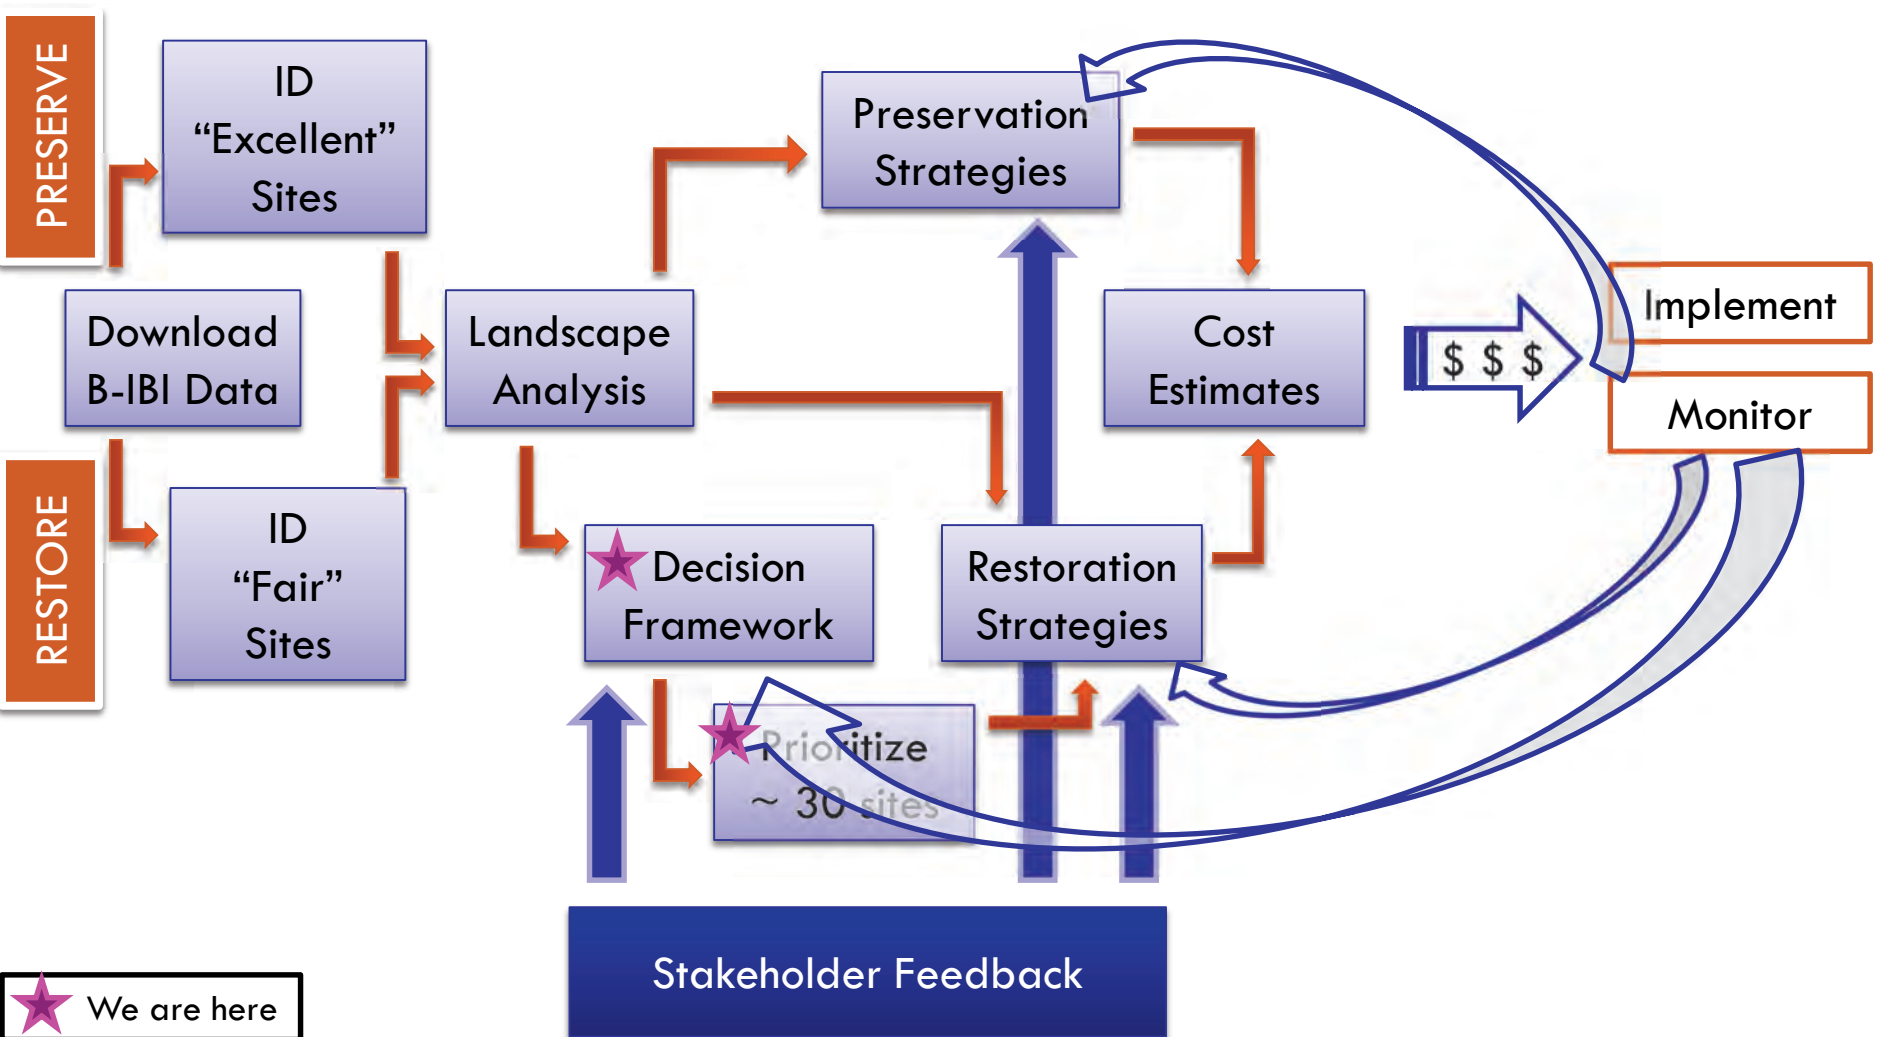 PRESERVE
ID
“Excellent”
Sites
Download
B-IBI Data
RESTORE
ID
“Fair”
Sites
Landscape
Analysis
Preservation
Strategies
Decision
Framework
Prioritize
~ 30 sites
Restoration
Strategies
Cost
Estimates
$ $ $
Implement
Monitor
Stakeholder Feedback
We are here